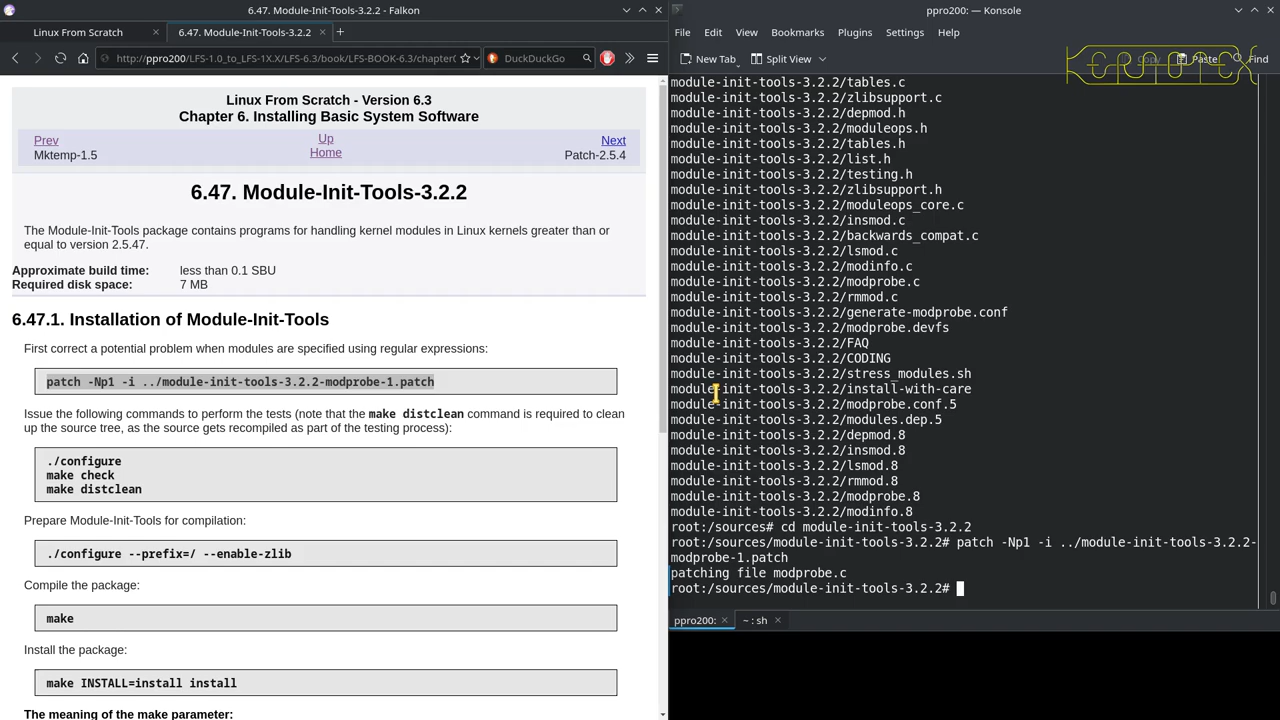 6.47. Module-Init-Tools-3.2.2 - Falkon
Linux From Scratch
6.47. Module-Init-Tools-3.2.2
http://ppro200/LFS-1.0_to_LFS-1X.X/LFS-6.3/book/LFS-BOOK-6.3/chapter(
DuckDuckGo
Linux From Scratch - Version 6.3
Chapter 6. Installing Basic System Software
Prev Up Next
Mktemp-1.5 Home Patch-2.5.4
6.47. Module-Init-Tools-3.2.2
The Module-Init-Tools package contains programs for handling kernel modules in Linux kernels greater than or
equal to version 2.5.47.
Approximate build time: less than 0.1 SBU
Required disk space: 7 MB
6.47.1. Installation of Module-Init-Tools
First correct a potential problem when modules are specified using regular expressions:
patch -Np1 -i ../module-init-tools-3.2.2-modprobe-1.patch
Issue the following commands to perform the tests (note that the make distclean command is required to clean
up the source tree, as the source gets recompiled as part of the testing process):
./configure
make check
make distclean
Prepare Module-Init-Tools for compilation:
./configure --prefix=/ --enable-zlib
Compile the package:
make
Install the package:
make INSTALL=install install
The meaning of the make parameter:
ppro200: — Konsole
File Edit View Bookmarks Plugins Settings Help
New Tab Split View Copy Paste Find
module-init-tools-3.2.2/tables.c
module-init-tools-3.2.2/zlibsupport.c
module-init-tools-3.2.2/depmod.h
module-init-tools-3.2.2/moduleops.h
module-init-tools-3.2.2/tables.h
module-init-tools-3.2.2/list.h
module-init-tools-3.2.2/testing.h
module-init-tools-3.2.2/zlibsupport.h
module-init-tools-3.2.2/moduleops_core.c
module-init-tools-3.2.2/insmod.c
module-init-tools-3.2.2/backwards_compat.c
module-init-tools-3.2.2/lsmod.c
module-init-tools-3.2.2/modinfo.c
module-init-tools-3.2.2/modprobe.c
module-init-tools-3.2.2/rmmod.c
module-init-tools-3.2.2/generate-modprobe.conf
module-init-tools-3.2.2/modprobe.devfs
module-init-tools-3.2.2/FAQ
module-init-tools-3.2.2/CODING
module-init-tools-3.2.2/stress_modules.sh
module-init-tools-3.2.2/install-with-care
module-init-tools-3.2.2/modprobe.conf.5
module-init-tools-3.2.2/modules.dep.5
module-init-tools-3.2.2/depmod.8
module-init-tools-3.2.2/insmod.8
module-init-tools-3.2.2/lsmod.8
module-init-tools-3.2.2/rmmod.8
module-init-tools-3.2.2/modprobe.8
module-init-tools-3.2.2/modinfo.8
root:/sources# cd module-init-tools-3.2.2
root:/sources/module-init-tools-3.2.2# patch -Np1 -i ../module-init-tools-3.2.2-
modprobe-1.patch
patching file modprobe.c
root:/sources/module-init-tools-3.2.2#
ppro200: ~ : sh